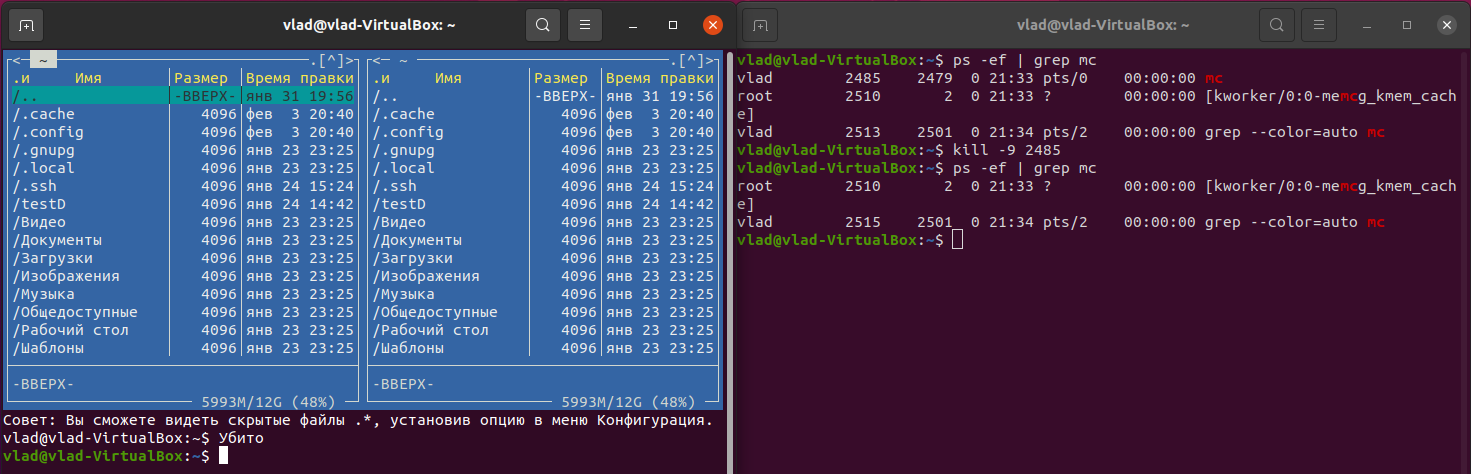 vlad@vlad-VirtualBox: ~
<─ ~ ─.[^]>
.и Имя Размер Время правки
/.. -ВВЕРХ- янв 31 19:56
/.cache 4096 фев 3 20:40
/.config 4096 фев 3 20:40
/.gnupg 4096 янв 23 23:25
/.local 4096 янв 23 23:25
/.ssh 4096 янв 24 15:24
/testD 4096 янв 24 14:42
/Видео 4096 янв 23 23:25
/Документы 4096 янв 23 23:25
/Загрузки 4096 янв 23 23:25
/Изображения 4096 янв 23 23:25
/Музыка 4096 янв 23 23:25
/Общедоступные 4096 янв 23 23:25
/Рабочий стол 4096 янв 23 23:25
/Шаблоны 4096 янв 23 23:25
-ВВЕРХ-
5993M/12G (48%)
<─ ~ ─.[^]>
.и Имя Размер Время правки
/.. -ВВЕРХ- янв 31 19:56
/.cache 4096 фев 3 20:40
/.config 4096 фев 3 20:40
/.gnupg 4096 янв 23 23:25
/.local 4096 янв 23 23:25
/.ssh 4096 янв 24 15:24
/testD 4096 янв 24 14:42
/Видео 4096 янв 23 23:25
/Документы 4096 янв 23 23:25
/Загрузки 4096 янв 23 23:25
/Изображения 4096 янв 23 23:25
/Музыка 4096 янв 23 23:25
/Общедоступные 4096 янв 23 23:25
/Рабочий стол 4096 янв 23 23:25
/Шаблоны 4096 янв 23 23:25
-ВВЕРХ-
5993M/12G (48%)
Совет: Вы сможете видеть скрытые файлы .*, установив опцию в меню Конфигурация.
vlad@vlad-VirtualBox:~$ Убито
vlad@vlad-VirtualBox:~$
vlad@vlad-VirtualBox: ~
vlad@vlad-VirtualBox:~$ ps -ef | grep mc
vlad 2485 2479 0 21:33 pts/0 00:00:00 mc
root 2510 2 0 21:33 ? 00:00:00 [kworker/0:0-memcg_kmem_cach
e]
vlad 2513 2501 0 21:34 pts/2 00:00:00 grep --color=auto mc
vlad@vlad-VirtualBox:~$ kill -9 2485
vlad@vlad-VirtualBox:~$ ps -ef | grep mc
root 2510 2 0 21:33 ? 00:00:00 [kworker/0:0-memcg_kmem_cach
e]
vlad 2515 2501 0 21:34 pts/2 00:00:00 grep --color=auto mc
vlad@vlad-VirtualBox:~$